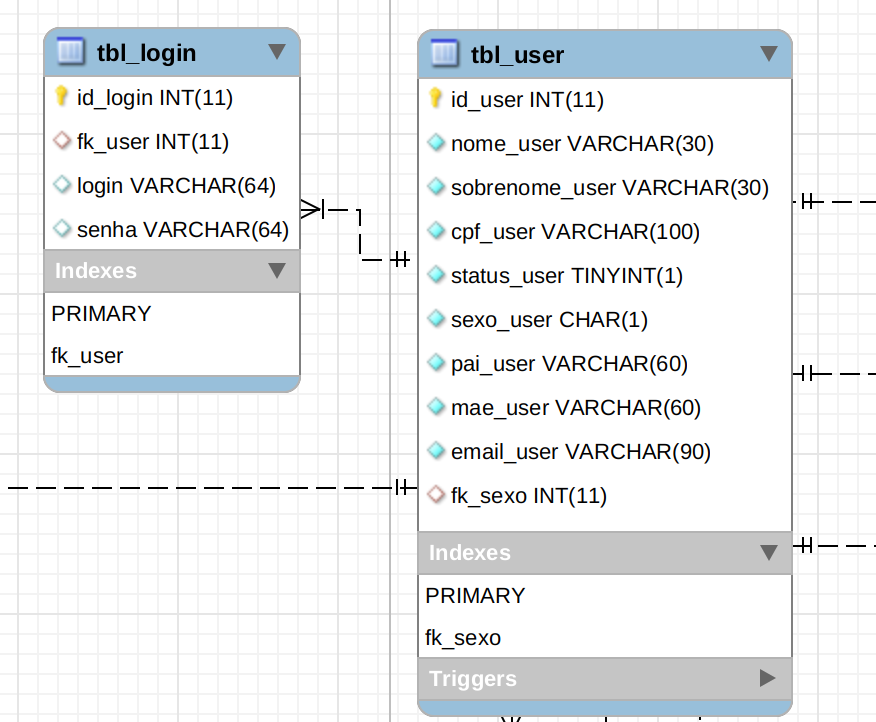 tbl_login
id_login INT(11)
fk_user INT(11)
login VARCHAR(64)
senha VARCHAR(64)
Indexes
PRIMARY
fk_user
tbl_user
id_user INT(11)
nome_user VARCHAR(30)
sobrenome_user VARCHAR(30)
cpf_user VARCHAR(100)
status_user TINYINT(1)
sexo_user CHAR(1)
pai_user VARCHAR(60)
mae_user VARCHAR(60)
email_user VARCHAR(90)
fk_sexo INT(11)
Indexes
PRIMARY
fk_sexo
Triggers